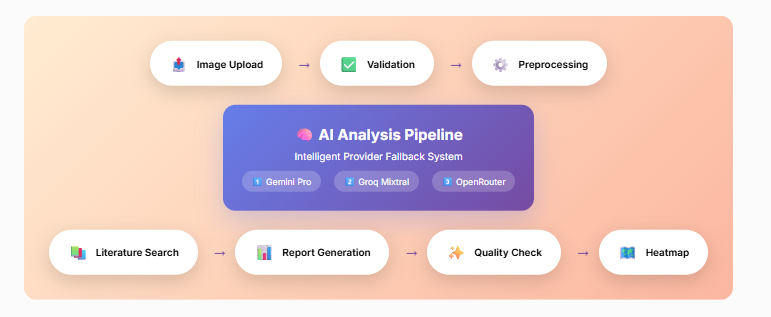 Image Upload → Validation → Preprocessing
AI Analysis Pipeline
Intelligent Provider Fallback System
1 Gemini Pro 2 Groq Mixtral 3 OpenRouter
Literature Search → Report Generation → Quality Check → Heatmap